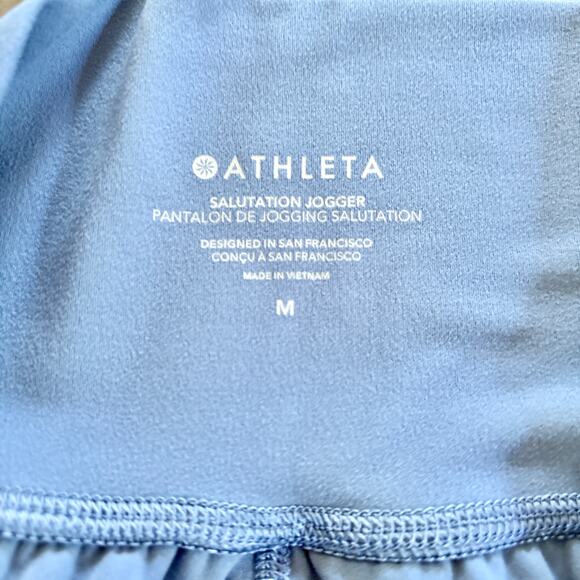 ATHLETA
SALUTATION JOGGER
PANTALON DE JOGGING SALUTATION
DESIGNED IN SAN FRANCISCO
CONÇU À SAN FRANCISCO
MADE IN VIETNAM
M